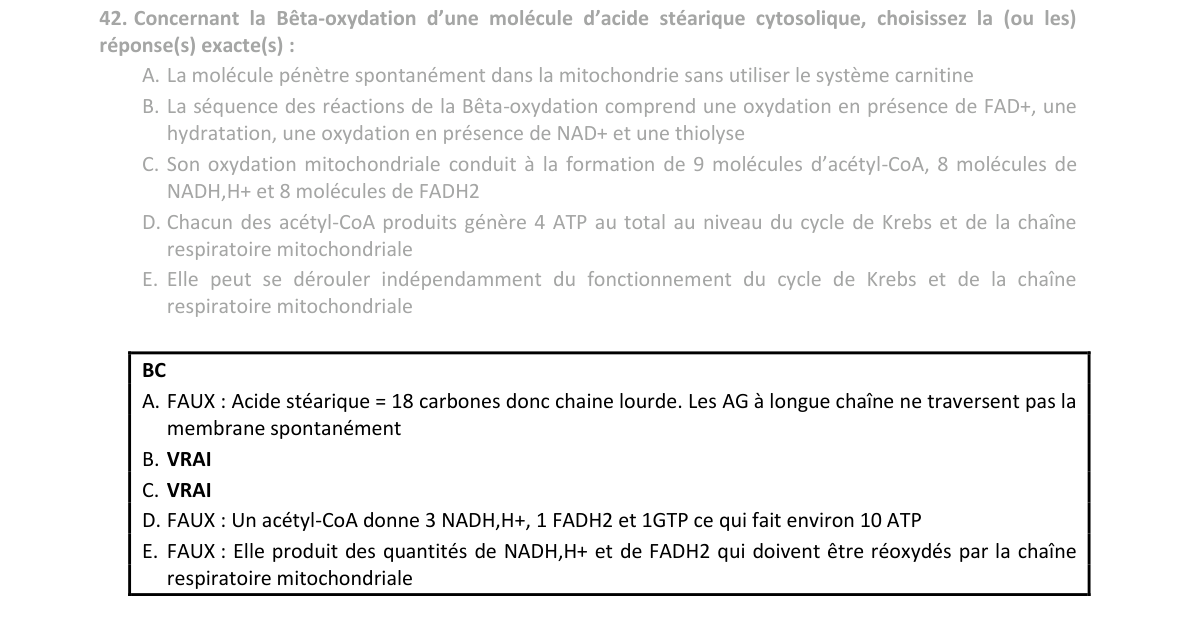 42. Concernant la Bêta-oxydation d’une molécule d’acide stéarique cytosolique, choisissez la (ou les)
réponse(s) exacte(s) :
A. La molécule pénètre spontanément dans la mitochondrie sans utiliser le système carnitine
B. La séquence des réactions de la Bêta-oxydation comprend une oxydation en présence de FAD+, une
hydratation, une oxydation en présence de NAD+ et une thiolyse
C. Son oxydation mitochondriale conduit à la formation de 9 molécules d’acétyl-CoA, 8 molécules de
NADH,H+ et 8 molécules de FADH2
D. Chacun des acétyl-CoA produits génère 4 ATP au total au niveau du cycle de Krebs et de la chaîne
respiratoire mitochondriale
E. Elle peut se dérouler indépendamment du fonctionnement du cycle de Krebs et de la chaîne
respiratoire mitochondriale
BC
A. FAUX : Acide stéarique = 18 carbones donc chaine lourde. Les AG à longue chaîne ne traversent pas la
membrane spontanément
B. VRAI
C. VRAI
D. FAUX : Un acétyl-CoA donne 3 NADH,H+, 1 FADH2 et 1GTP ce qui fait environ 10 ATP
E. FAUX : Elle produit des quantités de NADH,H+ et de FADH2 qui doivent être réoxydés par la chaîne
respiratoire mitochondriale